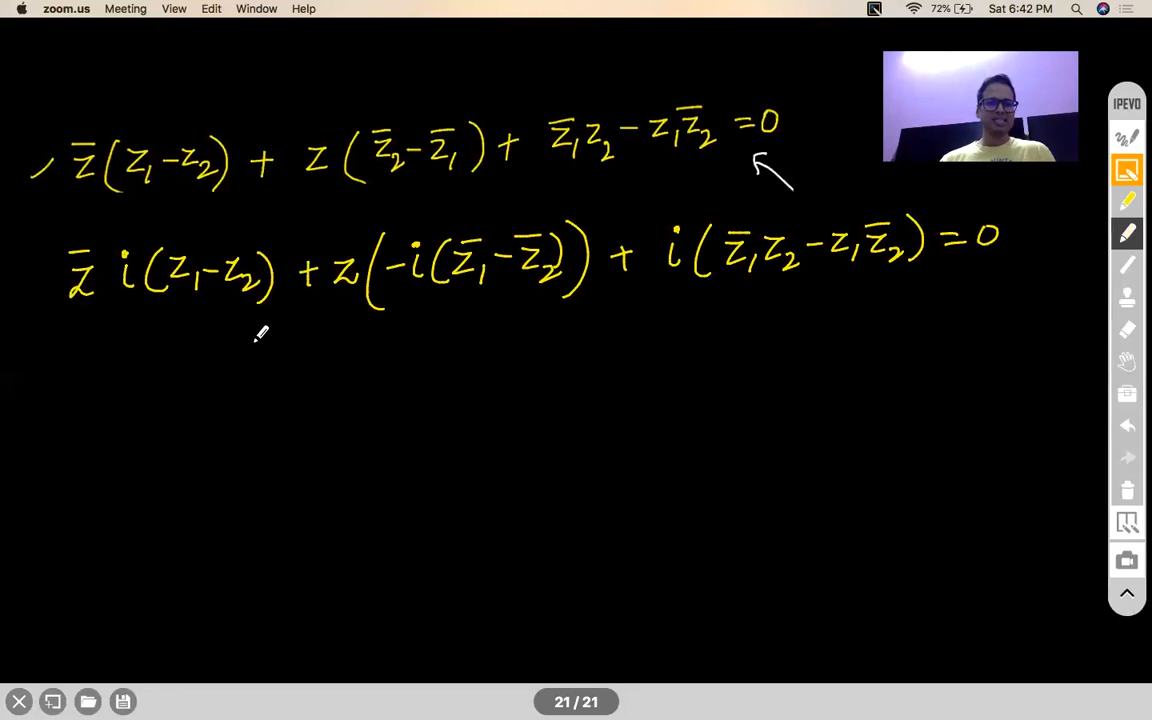 zoom.us Meeting View Edit Window Help 72% Sat 6:42 PM
IPEVO
z̅(z₁-z₂) + z(z̅₂-z̅₁) + z̅₁z₂-z₁z̅₂ =0
z̅ i(z₁-z₂) +z(-i(z̅₁-z̅₂)) + i(z̅₁z₂-z₁z̅₂)=0
21 / 21